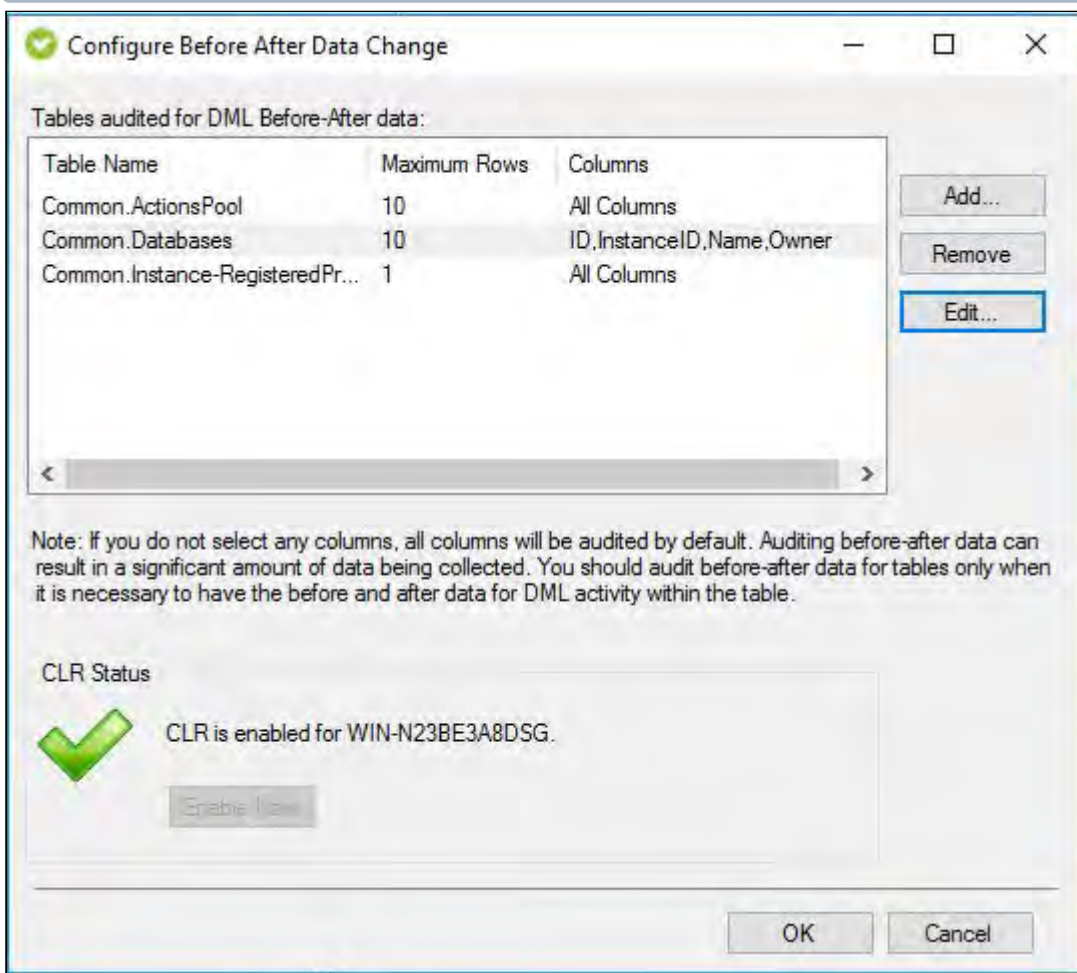 Configure Before After Data Change
Tables audited for DML Before-After data:
Table Name Maximum Rows Columns
Common.ActionsPool 10 All Columns
Common.Databases 10 ID,InstanceID,Name,Owner
Common.Instance-RegisteredPr... 1 All Columns
Add...
Remove
Edit...
Note: If you do not select any columns, all columns will be audited by default. Auditing before-after data can
result in a significant amount of data being collected. You should audit before-after data for tables only when
it is necessary to have the before and after data for DML activity within the table.
CLR Status
CLR is enabled for WIN-N23BE3A8DSG.
Enable Now
OK Cancel